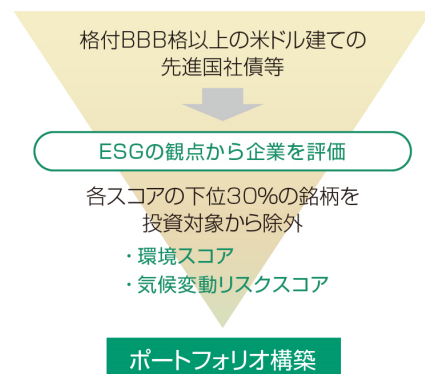 格付BBB格以上の米ドル建ての
先進国社債等
ESGの観点から企業を評価
各スコアの下位30%の銘柄を
投資対象から除外
・環境スコア
・気候変動リスクスコア
ポートフォリオ構築